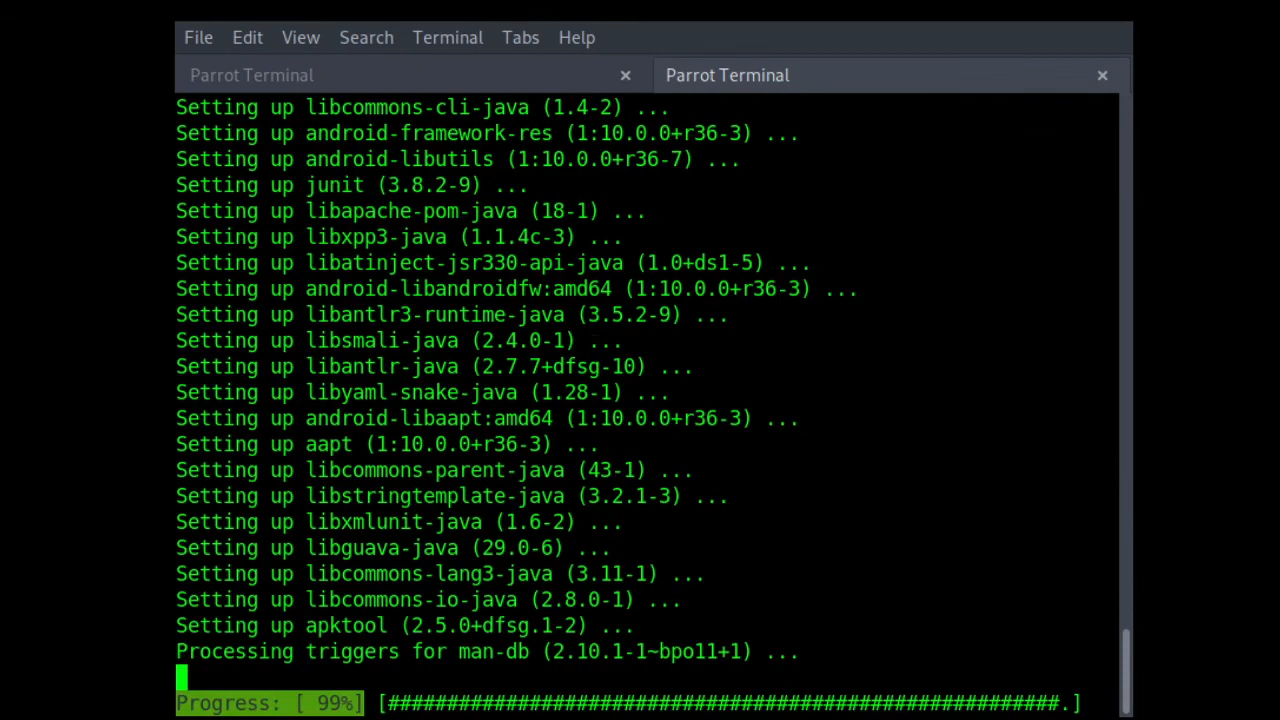 File Edit View Search Terminal Tabs Help
Parrot Terminal × Parrot Terminal ×
Setting up libcommons-cli-java (1.4-2) ...
Setting up android-framework-res (1:10.0.0+r36-3) ...
Setting up android-libutils (1:10.0.0+r36-7) ...
Setting up junit (3.8.2-9) ...
Setting up libapache-pom-java (18-1) ...
Setting up libxpp3-java (1.1.4c-3) ...
Setting up libatinject-jsr330-api-java (1.0+ds1-5) ...
Setting up android-libandroidfw:amd64 (1:10.0.0+r36-3) ...
Setting up libantlr3-runtime-java (3.5.2-9) ...
Setting up libsmali-java (2.4.0-1) ...
Setting up libantlr-java (2.7.7+dfsg-10) ...
Setting up libyaml-snake-java (1.28-1) ...
Setting up android-libaapt:amd64 (1:10.0.0+r36-3) ...
Setting up aapt (1:10.0.0+r36-3) ...
Setting up libcommons-parent-java (43-1) ...
Setting up libstringtemplate-java (3.2.1-3) ...
Setting up libxmlunit-java (1.6-2) ...
Setting up libguava-java (29.0-6) ...
Setting up libcommons-lang3-java (3.11-1) ...
Setting up libcommons-io-java (2.8.0-1) ...
Setting up apktool (2.5.0+dfsg.1-2) ...
Processing triggers for man-db (2.10.1-1~bpo11+1) ...
Progress: [ 99%] [#########################################################.]